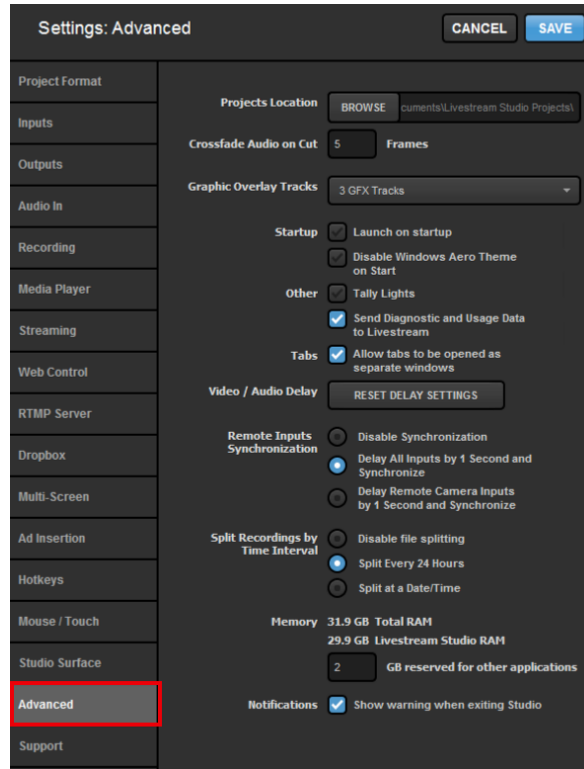 Settings: Advanced
CANCEL
SAVE
Project Format
Inputs
Outputs
Audio In
Recording
Media Player
Streaming
Web Control
RTMP Server
Dropbox
Multi-Screen
Ad Insertion
Hotkeys
Mouse / Touch
Studio Surface
Advanced
Support
Projects Location
BROWSE
cuments\Livestream Studio Projects\
Crossfade Audio on Cut
5
Frames
Graphic Overlay Tracks
3 GFX Tracks
Startup
Launch on startup
Disable Windows Aero Theme
on Start
Other
Tally Lights
Send Diagnostic and Usage Data
to Livestream
Tabs
Allow tabs to be opened as
separate windows
Video / Audio Delay
RESET DELAY SETTINGS
Remote Inputs
Synchronization
Disable Synchronization
Delay All Inputs by 1 Second and
Synchronize
Delay Remote Camera Inputs
by 1 Second and Synchronize
Split Recordings by
Time Interval
Disable file splitting
Split Every 24 Hours
Split at a Date/Time
Memory
31.9 GB Total RAM
29.9 GB Livestream Studio RAM
2
GB reserved for other applications
Notifications
Show warning when exiting Studio